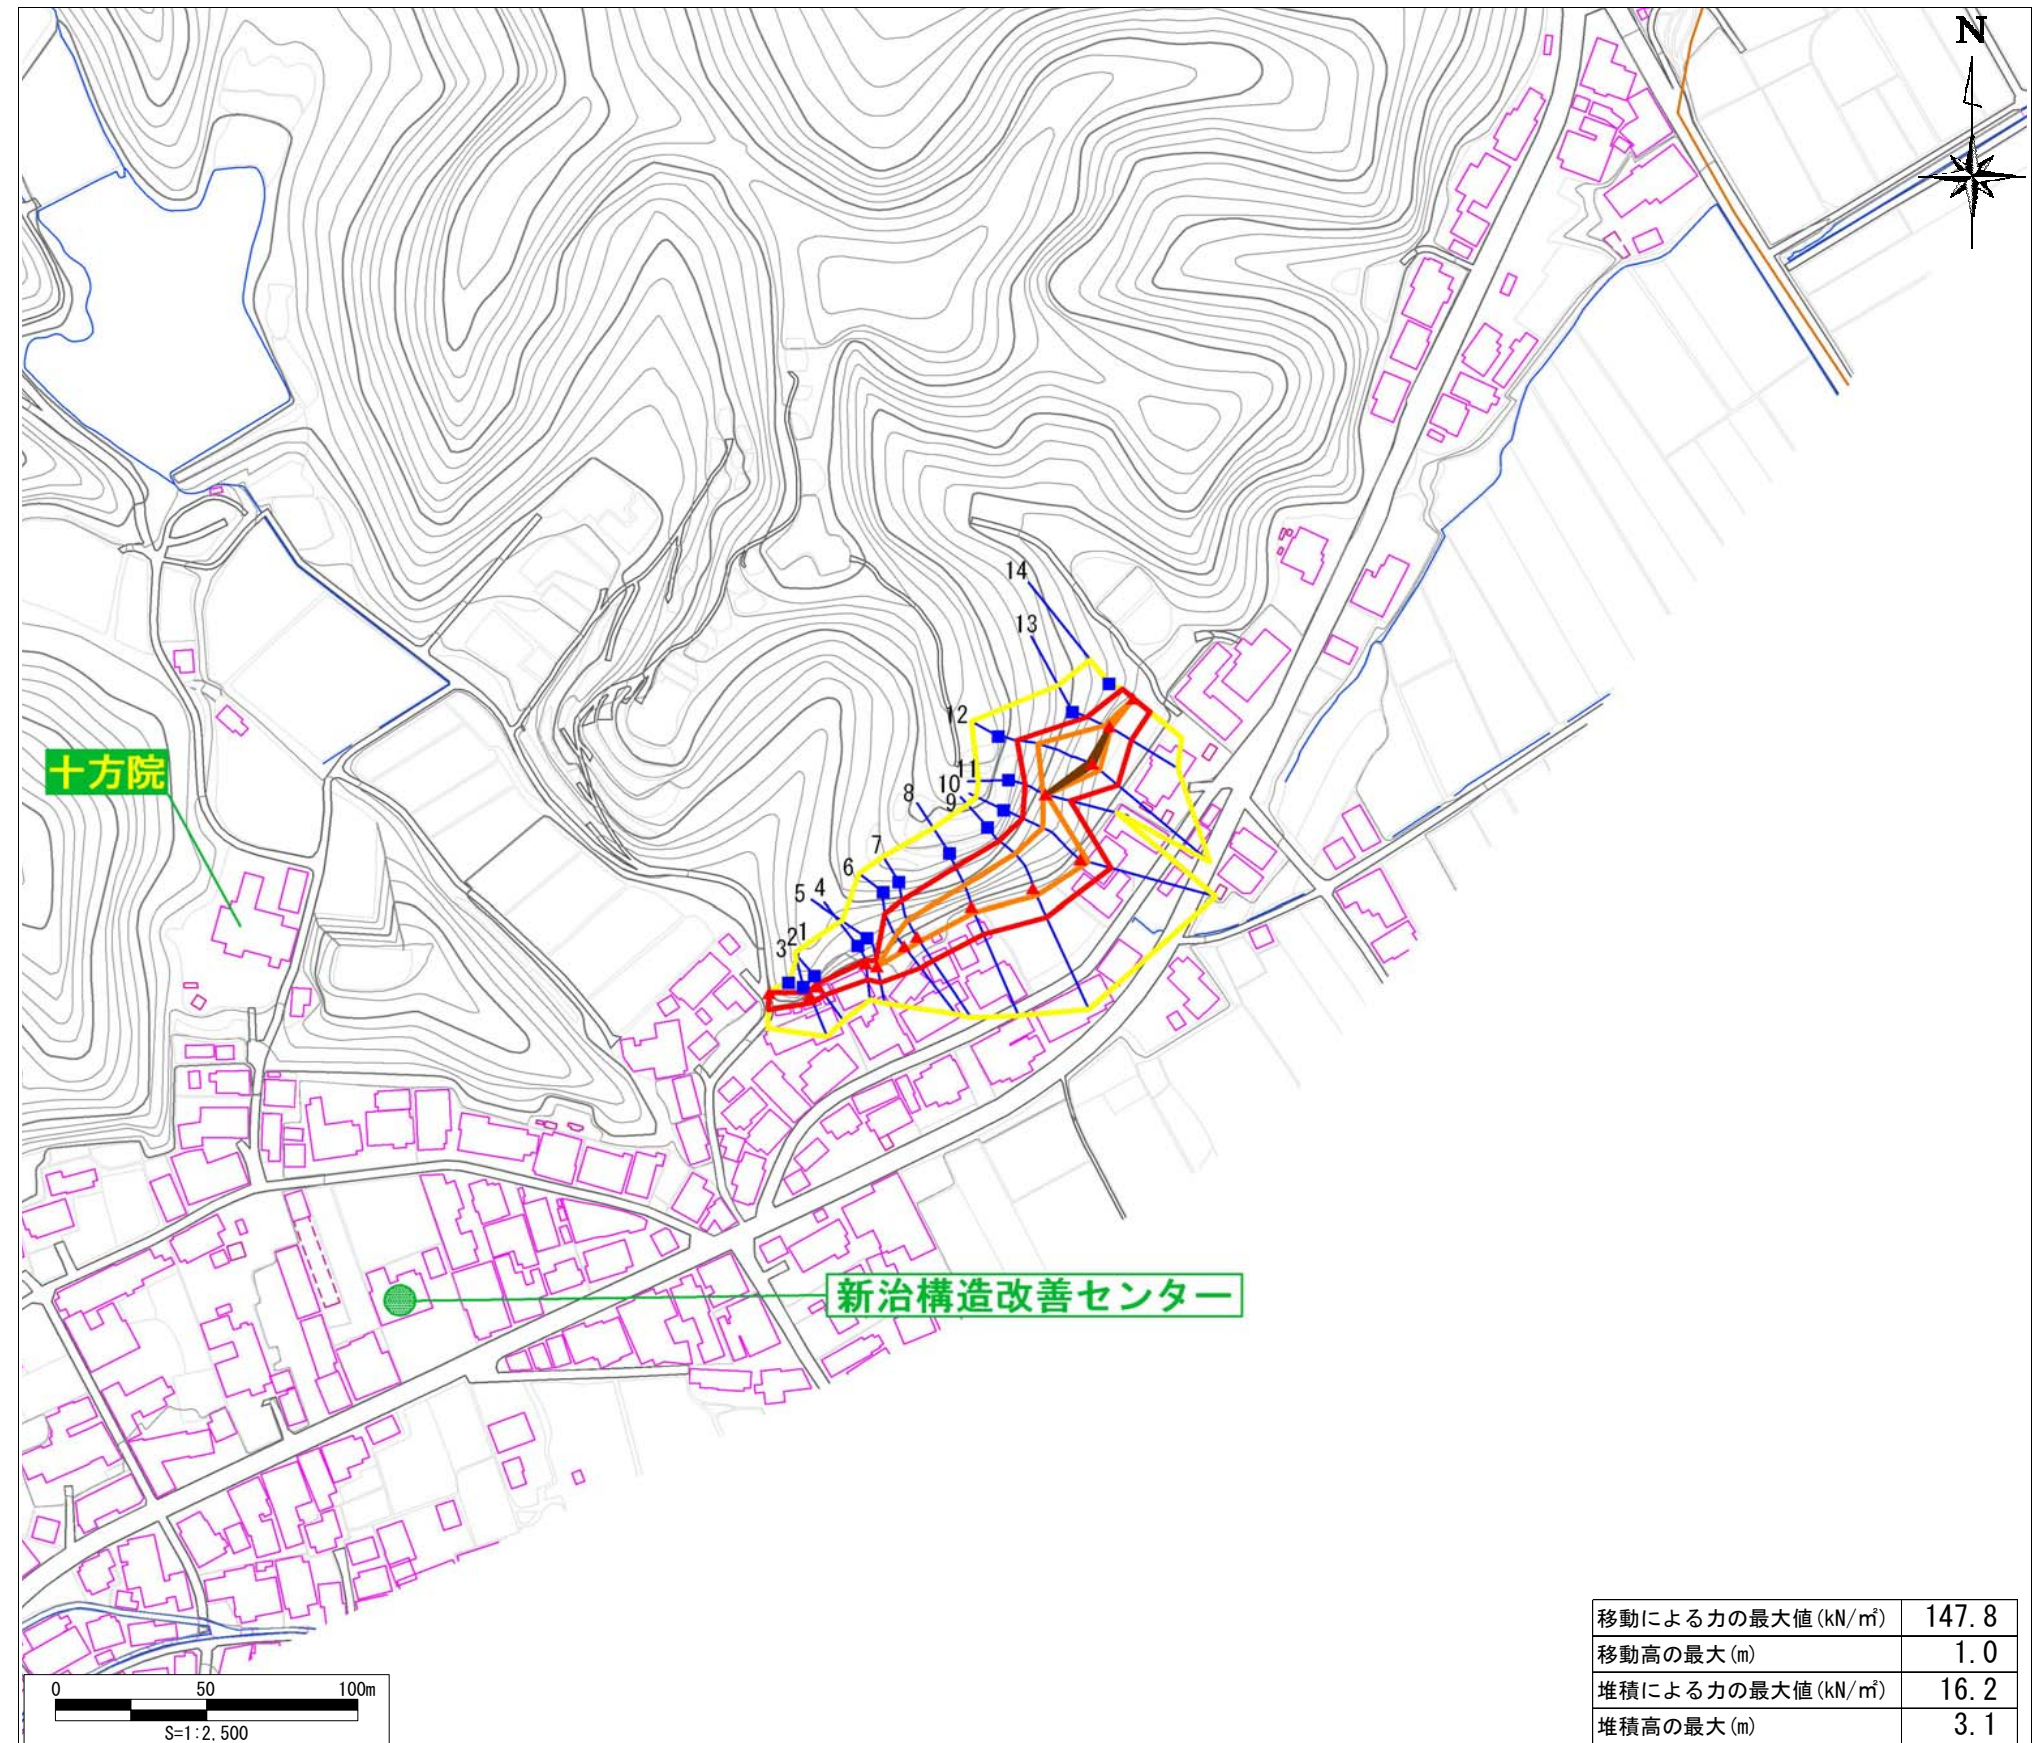 N
14
13
12
11
10
9
8
7
6
5 4
3 2 1
十方院
新治構造改善センター
移動による力の最大値(kN/㎡) 147.8
移動高の最大(m) 1.0
堆積による力の最大値(kN/㎡) 16.2
堆積高の最大(m) 3.1
0 50 100m
S=1:2,500